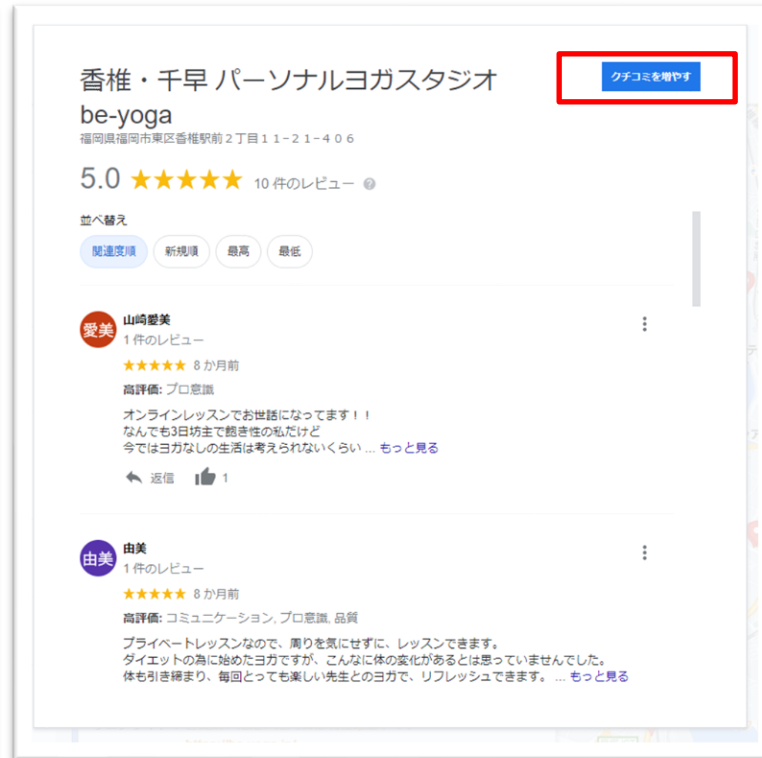 香椎・千早 パーソナルヨガスタジオ
be-yoga
クチコミを増やす
福岡県福岡市東区香椎駅前2丁目11-21-406
5.0 ★★★★★ 10 件のレビュー
並べ替え
関連度順 新規順 最高 最低
愛美 山崎愛美
1 件のレビュー
★★★★★ 8 か月前
高評価: プロ意識
オンラインレッスンでお世話になってます！！
なんでも3日坊主で飽き性の私だけど
今ではヨガなしの生活は考えられないくらい ... もっと見る
返信 1
由美 由美
1 件のレビュー
★★★★★ 8 か月前
高評価: コミュニケーション, プロ意識, 品質
プライベートレッスンなので、周りを気にせずに、レッスンできます。
ダイエットの為に始めたヨガですが、こんなに体の変化があるとは思っていませんでした。
体も引き締まり、毎回とっても楽しい先生とのヨガで、リフレッシュできます。 ... もっと見る